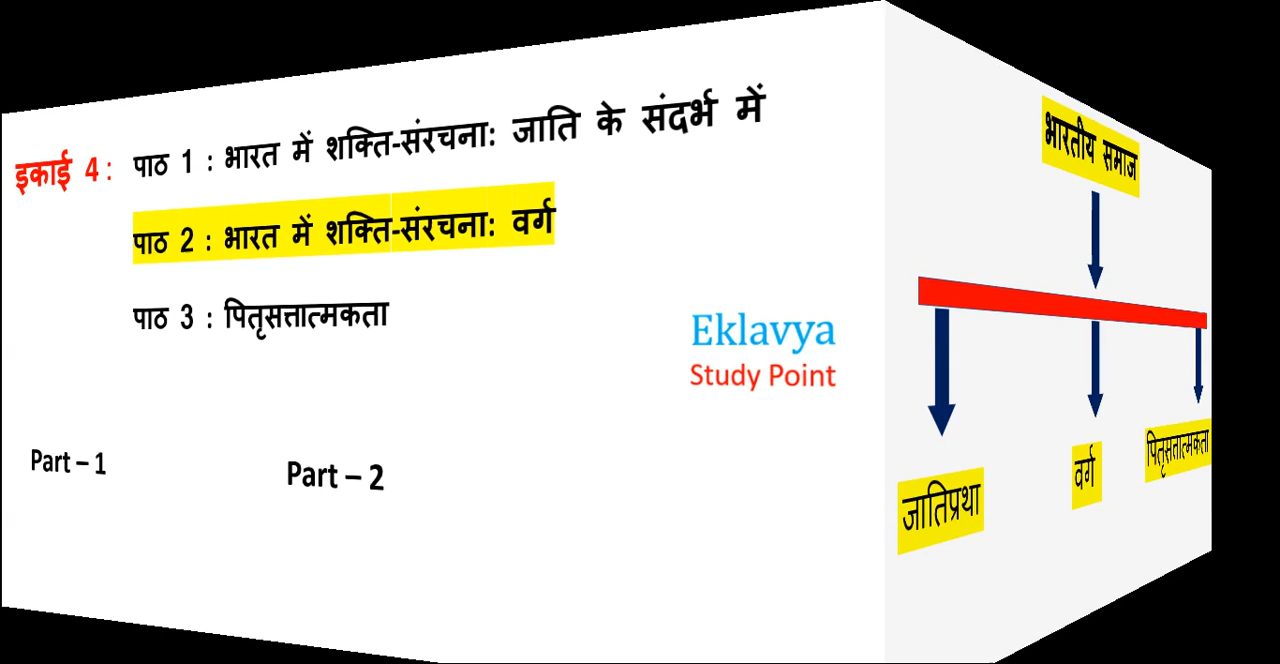 इकाई 4 : पाठ 1 : भारत में शक्ति-संरचना: जाति के संदर्भ में
पाठ 2 : भारत में शक्ति-संरचना: वर्ग
पाठ 3 : पितृसत्तात्मकता
Eklavya
Study Point
Part – 1
Part – 2
भारतीय समाज
जातिप्रथा
वर्ग
पितृसत्तात्मकता